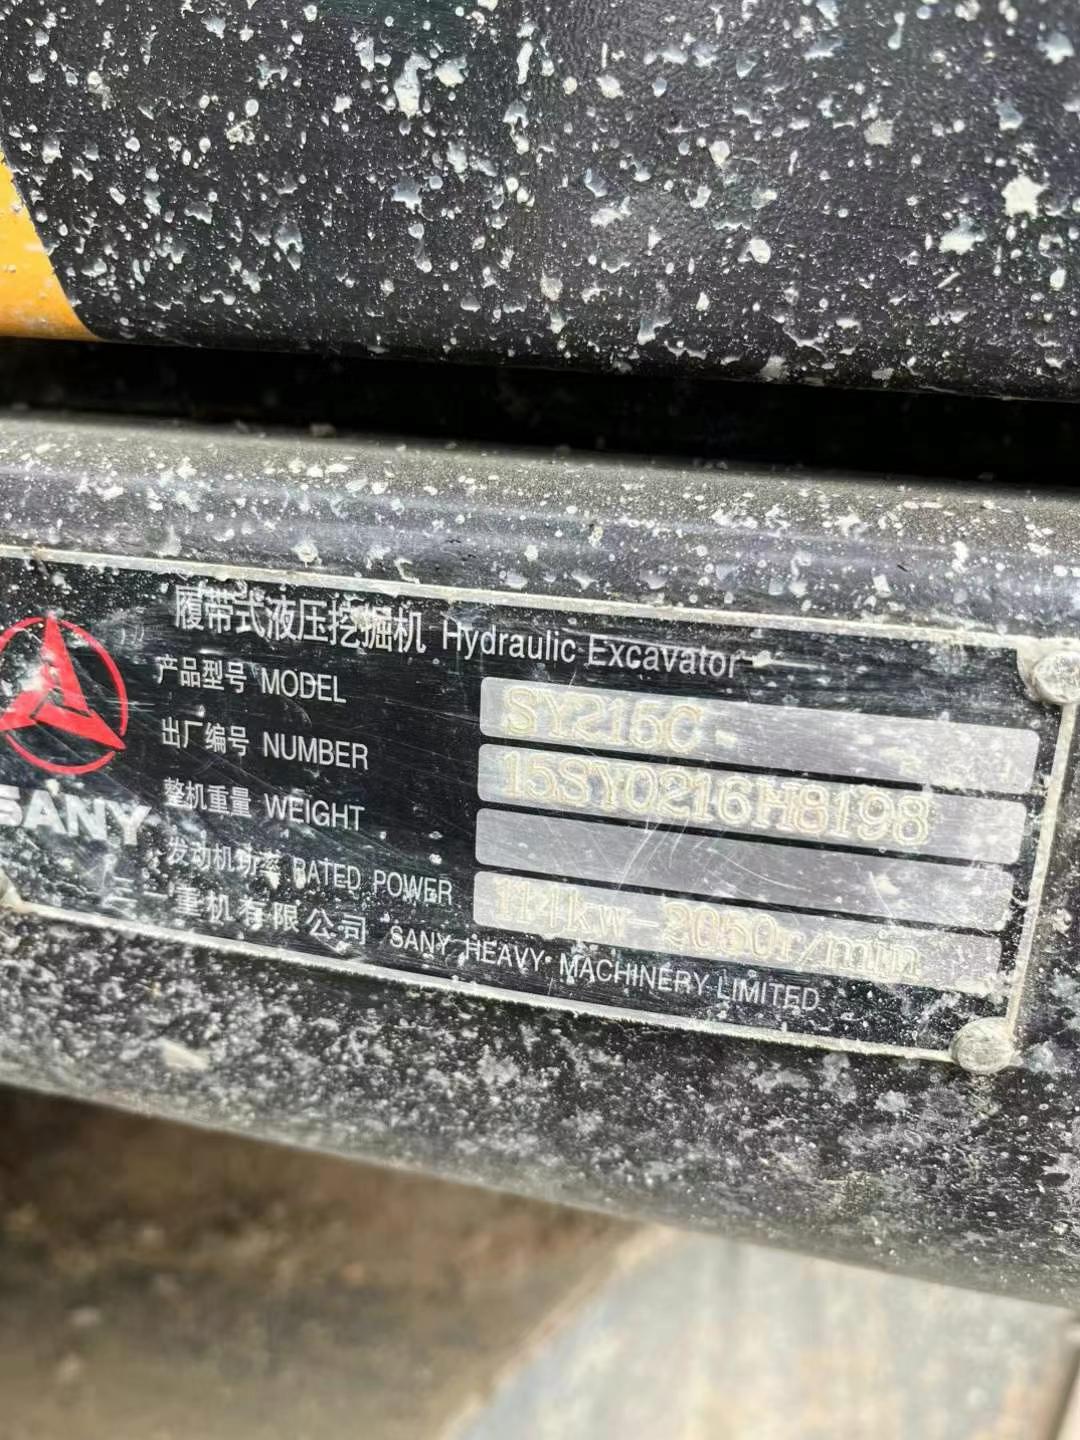 履带式液压挖掘机 Hydraulic Excavator
产品型号 MODEL SY215C
出厂编号 NUMBER 15SY0216H8198
整机重量 WEIGHT
发动机功率 RATED POWER 114kw-2050r/min
SANY
三一重机有限公司 SANY HEAVY MACHINERY LIMITED